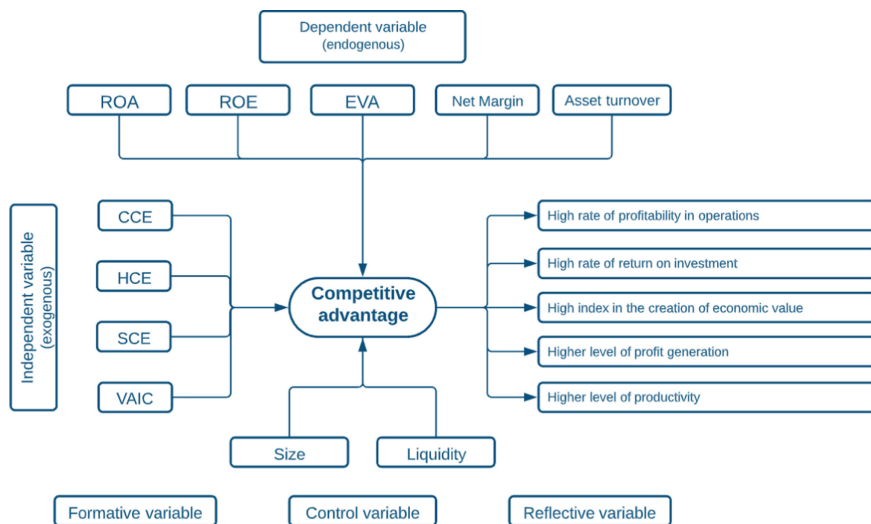 Dependent variable
(endogenous)
ROA
ROE
EVA
Net Margin
Asset turnover
Independent variable
(exogenous)
CCE
HCE
SCE
VAIC
Competitive
advantage
High rate of profitability in operations
High rate of return on investment
High index in the creation of economic value
Higher level of profit generation
Higher level of productivity
Size
Liquidity
Formative variable
Control variable
Reflective variable